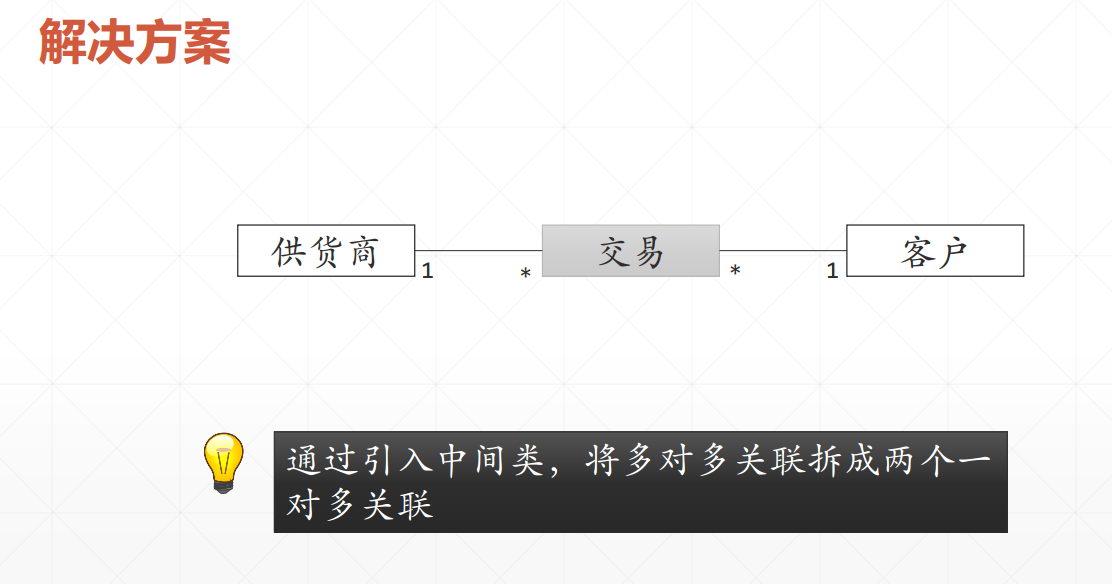 解决方案
供货商 1 * 交易 * 1 客户
通过引入中间类，将多对多关联拆成两个一
对多关联